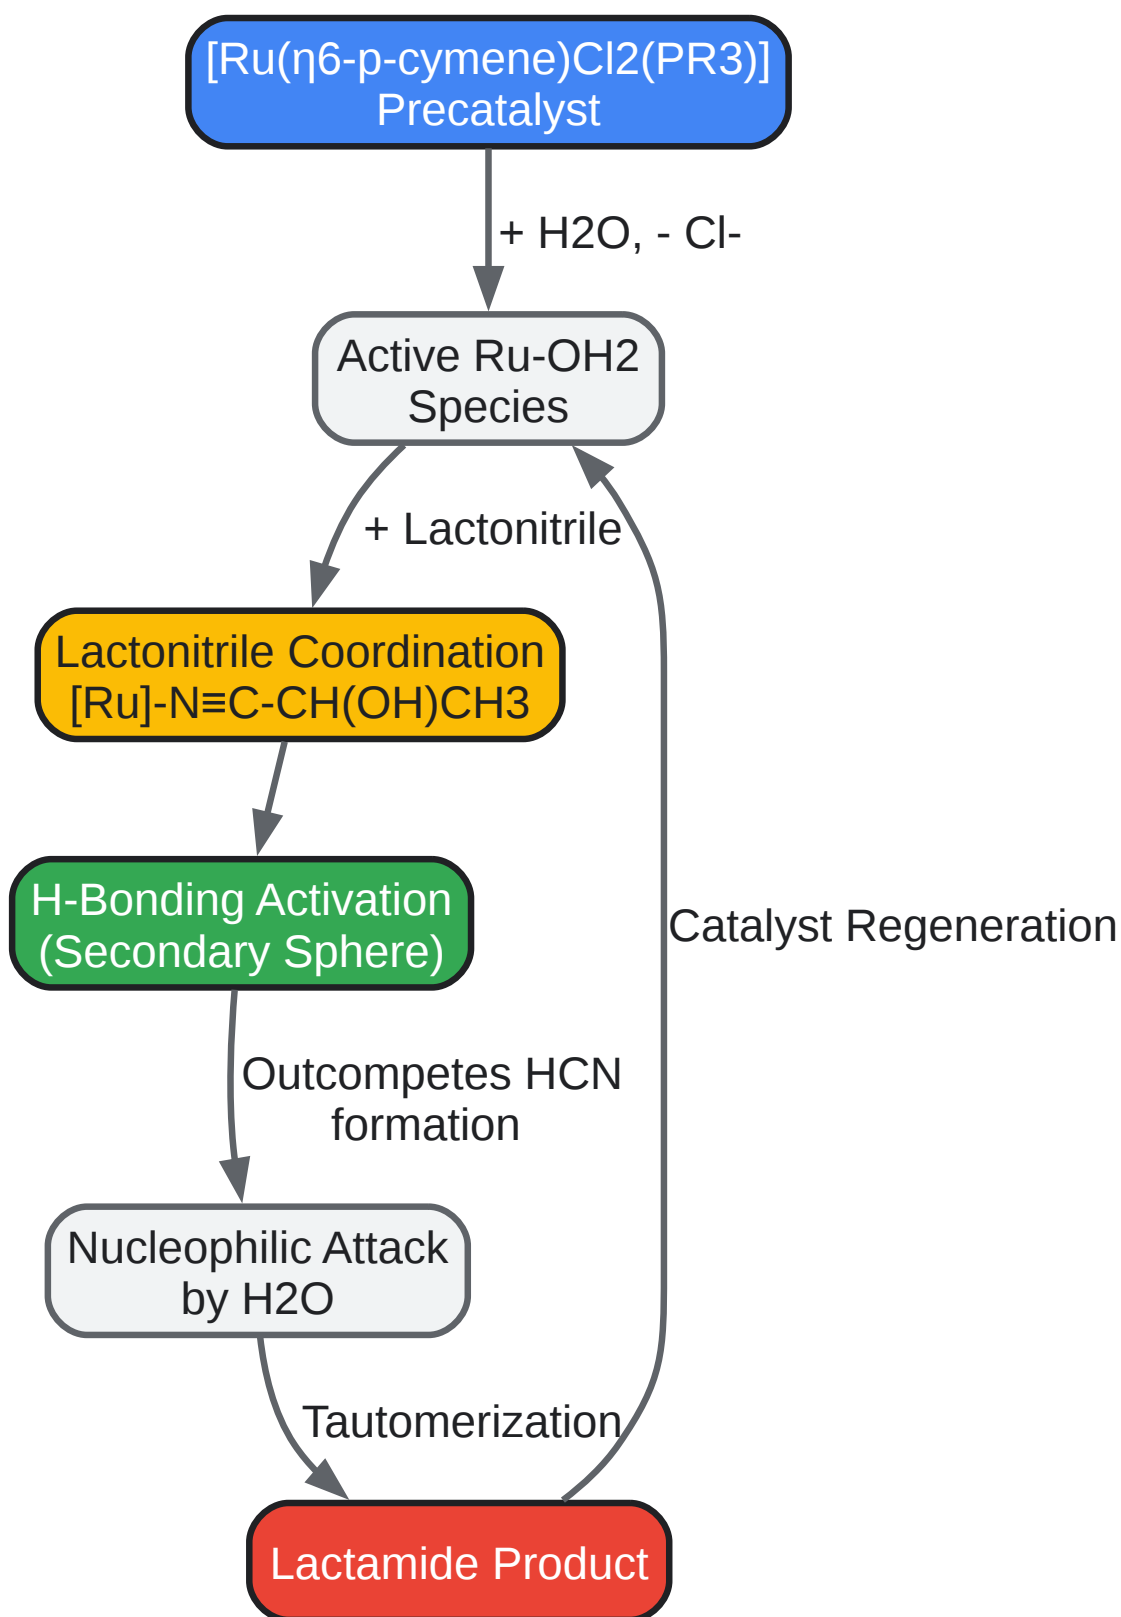 [Ru(η6-p-cymene)Cl2(PR3)]
Precatalyst
+ H2O, - Cl-
Active Ru-OH2
Species
+ Lactonitrile
Lactonitrile Coordination
[Ru]-N≡C-CH(OH)CH3
H-Bonding Activation
(Secondary Sphere)
Catalyst Regeneration
Outcompetes HCN
formation
Nucleophilic Attack
by H2O
Tautomerization
Lactamide Product